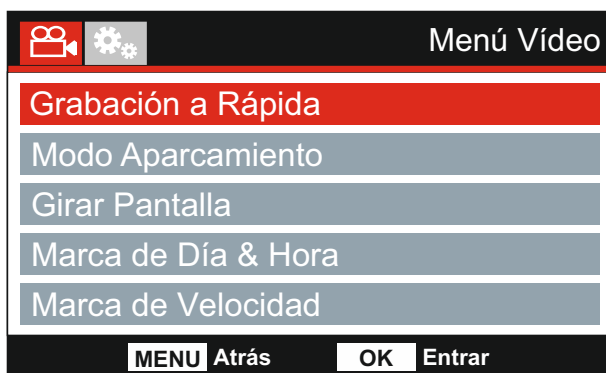 Menú Vídeo
Grabación a Rápida
Modo Aparcamiento
Girar Pantalla
Marca de Día & Hora
Marca de Velocidad
MENU Atrás OK Entrar